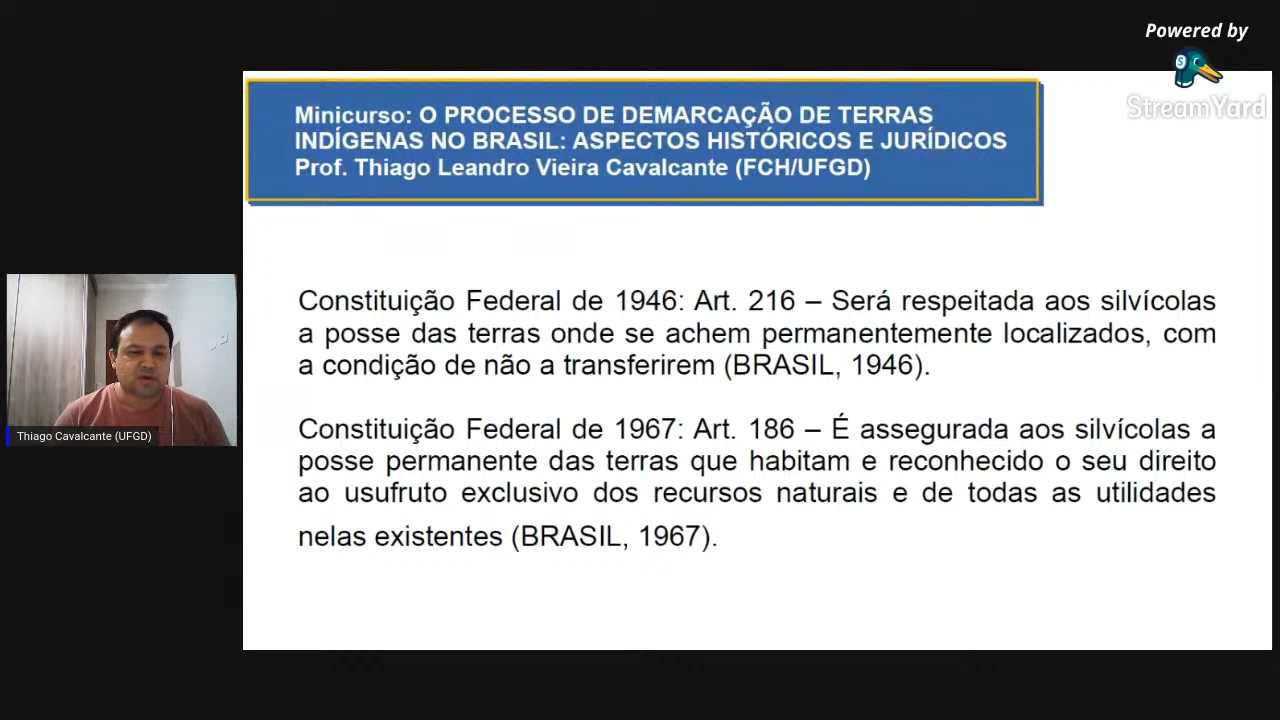 Powered by
StreamYard
Minicurso: O PROCESSO DE DEMARCAÇÃO DE TERRAS
INDÍGENAS NO BRASIL: ASPECTOS HISTÓRICOS E JURÍDICOS
Prof. Thiago Leandro Vieira Cavalcante (FCH/UFGD)
Constituição Federal de 1946: Art. 216 – Será respeitada aos silvícolas
a posse das terras onde se achem permanentemente localizados, com
a condição de não a transferirem (BRASIL, 1946).
Constituição Federal de 1967: Art. 186 – É assegurada aos silvícolas a
posse permanente das terras que habitam e reconhecido o seu direito
ao usufruto exclusivo dos recursos naturais e de todas as utilidades
nelas existentes (BRASIL, 1967).
Thiago Cavalcante (UFGD)